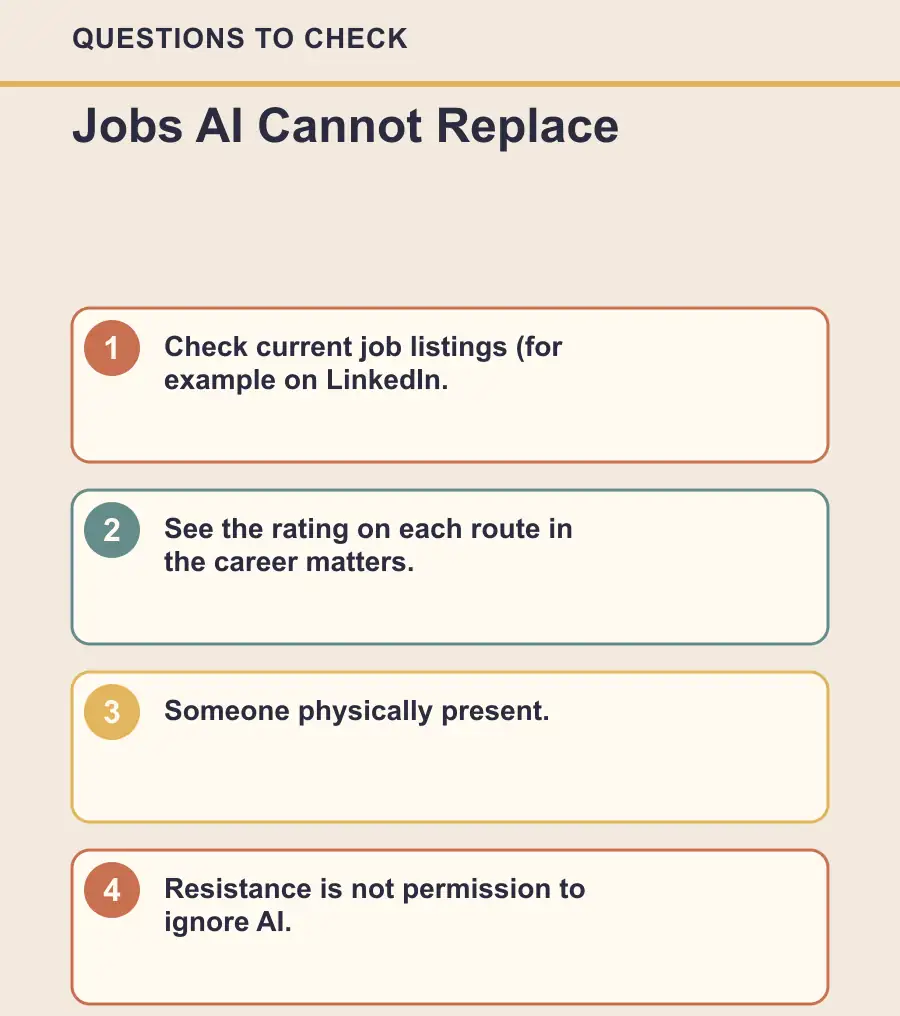 QUESTIONS TO CHECK
Jobs AI Cannot Replace
1
Check current job listings (for
example on LinkedIn.
2
See the rating on each route in
the career matters.
3
Someone physically present.
4
Resistance is not permission to
ignore AI.